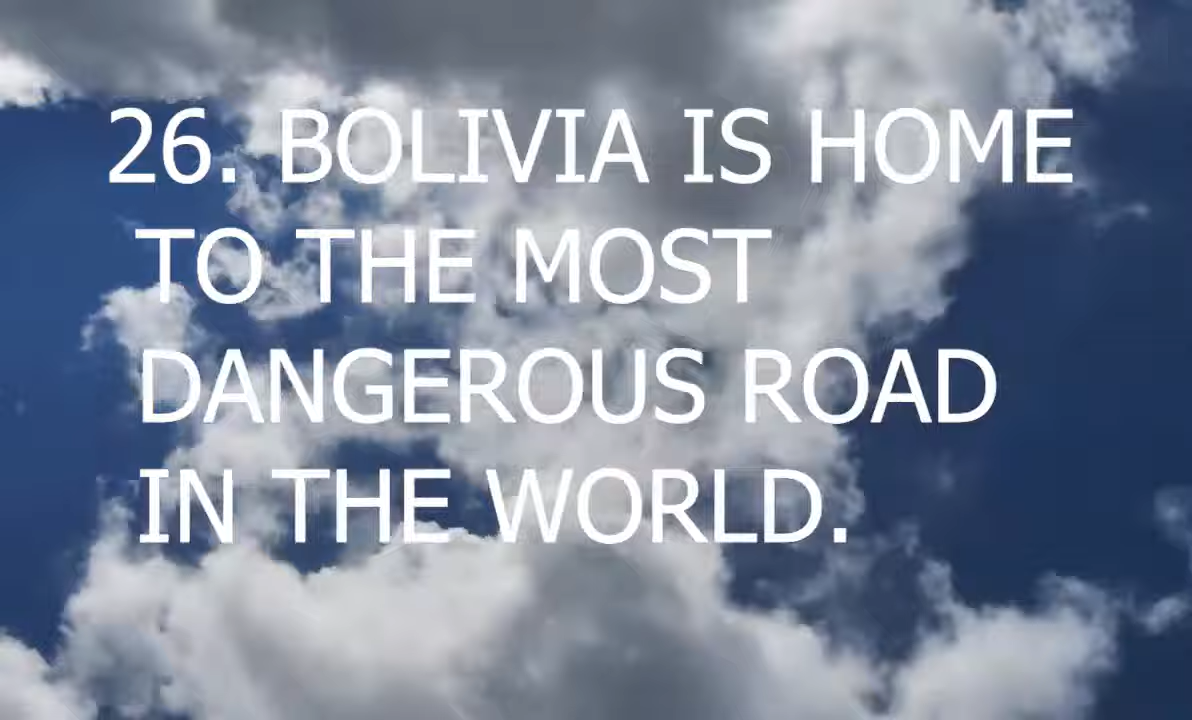 26. BOLIVIA IS HOME
TO THE MOST
DANGEROUS ROAD
IN THE WORLD.